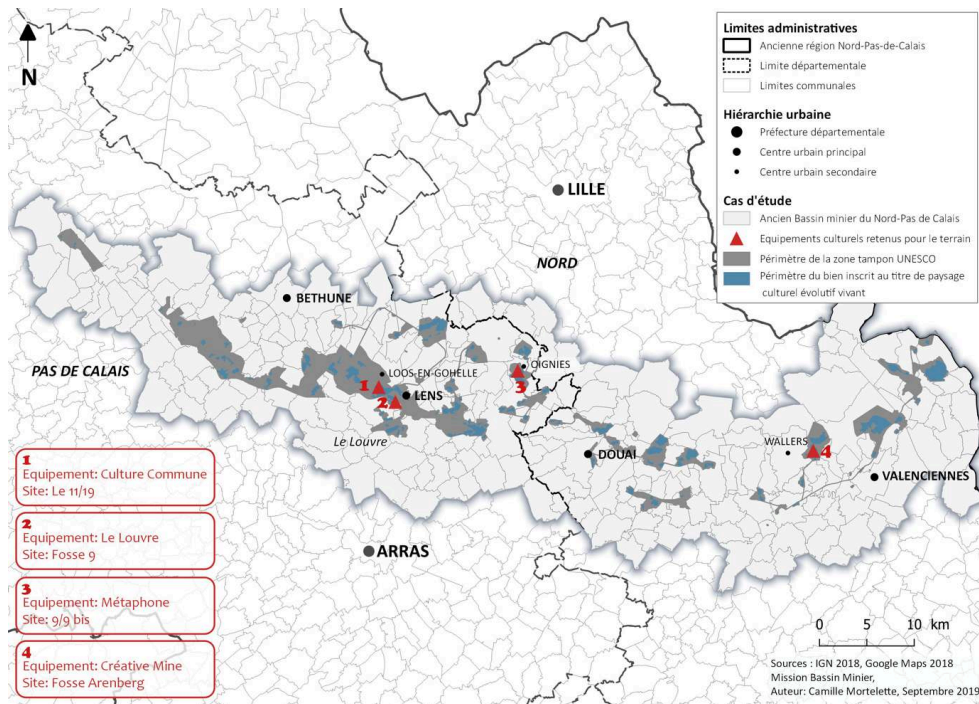 N
Limites administratives
Ancienne région Nord-Pas-de-Calais
Limite départementale
Limites communales
Hiérarchie urbaine
Préfecture départementale
Centre urbain principal
Centre urbain secondaire
Cas d'étude
Ancien Bassin minier du Nord-Pas de Calais
Equipements culturels retenus pour le terrain
Périmètre de la zone tampon UNESCO
Périmètre du bien inscrit au titre de paysage
culturel évolutif vivant
LILLE
NORD
BETHUNE
PAS DE CALAIS
LOOS-EN-GOHELLE
OIGNIES
1
2
3
LENS
Le Louvre
DOUAI
WALLERS
4
VALENCIENNES
ARRAS
1
Equipement: Culture Commune
Site: Le 11/19
2
Equipement: Le Louvre
Site: Fosse 9
3
Equipement: Métaphone
Site: 9/9 bis
4
Equipement: Créative Mine
Site: Fosse Arenberg
0 5 10 km
Sources : IGN 2018, Google Maps 2018
Mission Bassin Minier,
Auteur: Camille Mortelette, Septembre 2019